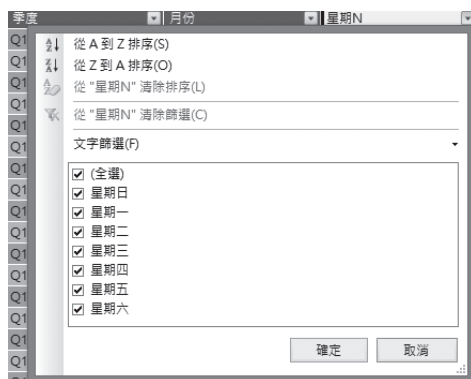 季度 月份 星期N
Q1 從 A 到 Z 排序(S)
Q1 從 Z 到 A 排序(O)
Q1 從 "星期N" 清除排序(L)
Q1
Q1 從 "星期N" 清除篩選(C)
Q1 文字篩選(F)
Q1 (全選)
Q1 星期日
Q1 星期一
Q1 星期二
Q1 星期三
Q1 星期四
Q1 星期五
Q1 星期六
Q1
Q1 確定 取消
Q1